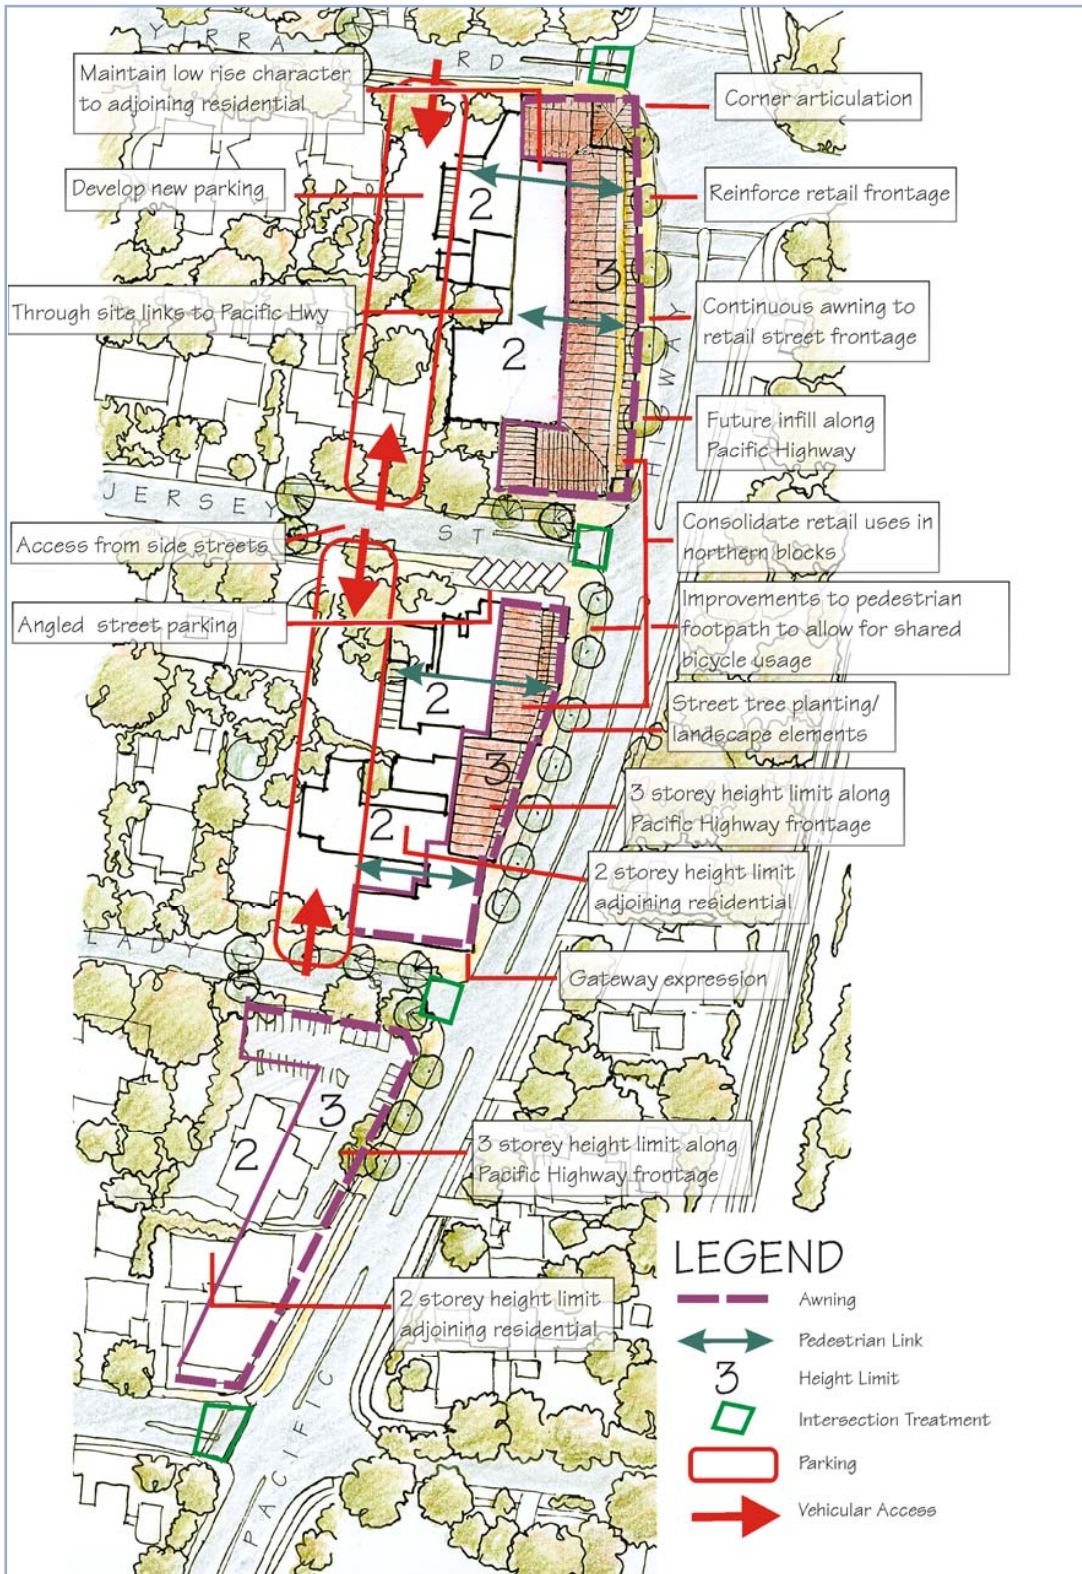 YIRRA RD
Maintain low rise character
to adjoining residential
Corner articulation
Develop new parking
2
Reinforce retail frontage
3
Through site links to Pacific Hwy
Continuous awning to
retail street frontage
2
HIGHWAY
Future infill along
Pacific Highway
JERSEY ST
Consolidate retail uses in
northern blocks
Access from side streets
Angled street parking
Improvements to pedestrian
footpath to allow for shared
bicycle usage
2
Street tree planting/
landscape elements
3
3 storey height limit along
Pacific Highway frontage
2
2 storey height limit
adjoining residential
LADY
Gateway expression
3
2
3 storey height limit along
Pacific Highway frontage
2 storey height limit
adjoining residential
PACIFIC
LEGEND
Awning
Pedestrian Link
3 Height Limit
Intersection Treatment
Parking
Vehicular Access